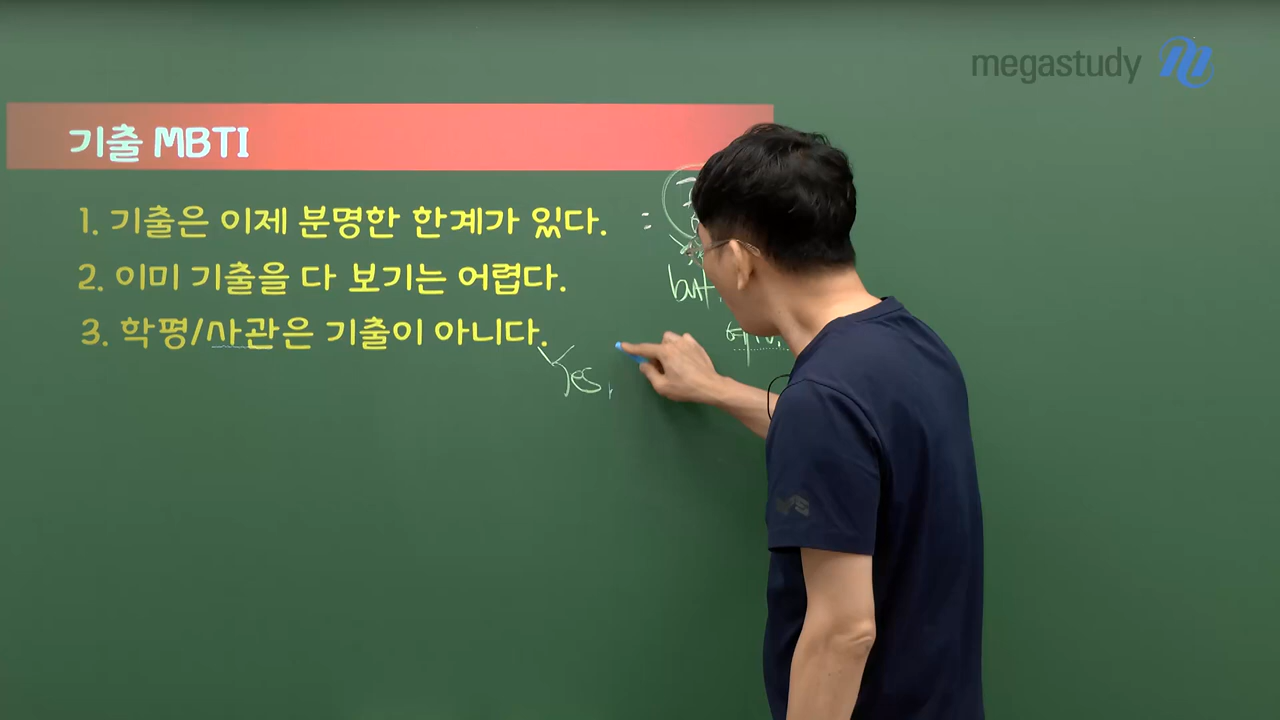 megastudy
기출 MBTI
1. 기출은 이제 분명한 한계가 있다.
2. 이미 기출을 다 보기는 어렵다.
but
3. 학평/사관은 기출이 아니다.
Yes,